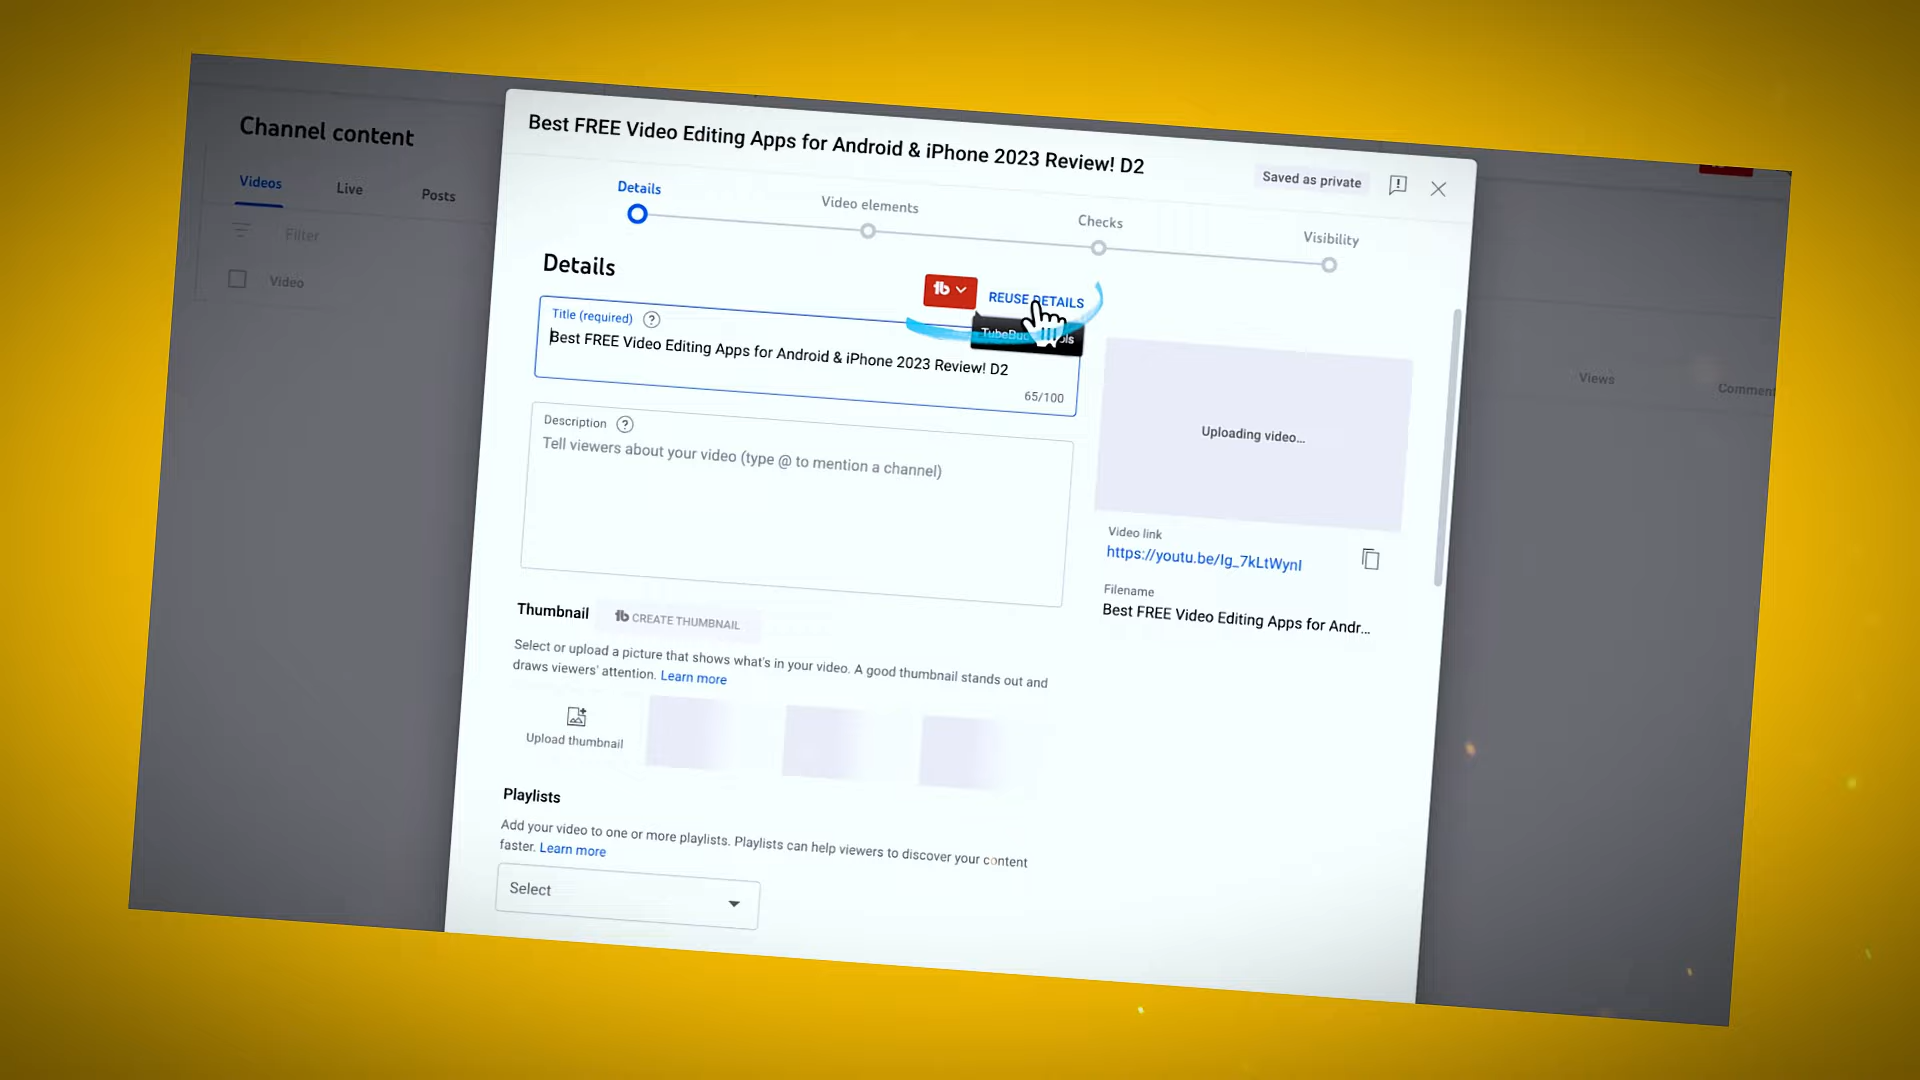 Channel content
Videos
Live
Posts
Filter
Video
Views
Comment
Best FREE Video Editing Apps for Android & iPhone 2023 Review! D2
Saved as private
Details
Video elements
Checks
Visibility
Details
REUSE DETAILS
Title (required)
Best FREE Video Editing Apps for Android & iPhone 2023 Review! D2
65/100
Description
Tell viewers about your video (type @ to mention a channel)
Uploading video...
Video link
https://youtu.be/Ig_7kLtWynI
Filename
Best FREE Video Editing Apps for Andr...
Thumbnail
CREATE THUMBNAIL
Select or upload a picture that shows what's in your video. A good thumbnail stands out and
draws viewers' attention. Learn more
Upload thumbnail
Playlists
Add your video to one or more playlists. Playlists can help viewers to discover your content
faster. Learn more
Select